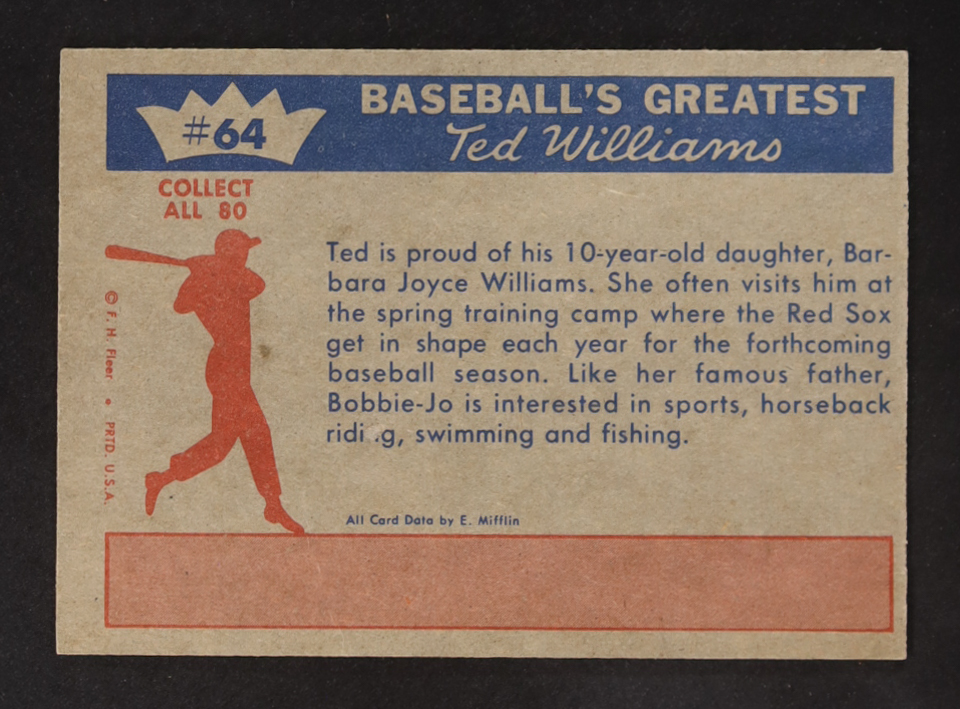 #64
BASEBALL'S GREATEST
Ted Williams
COLLECT
ALL 80
Ted is proud of his 10-year-old daughter, Bar-
bara Joyce Williams. She often visits him at
the spring training camp where the Red Sox
get in shape each year for the forthcoming
baseball season. Like her famous father,
Bobbie-Jo is interested in sports, horseback
ridi.g, swimming and fishing.
© F. H. Fleer • PRTD. U.S.A.
All Card Data by E. Mifflin